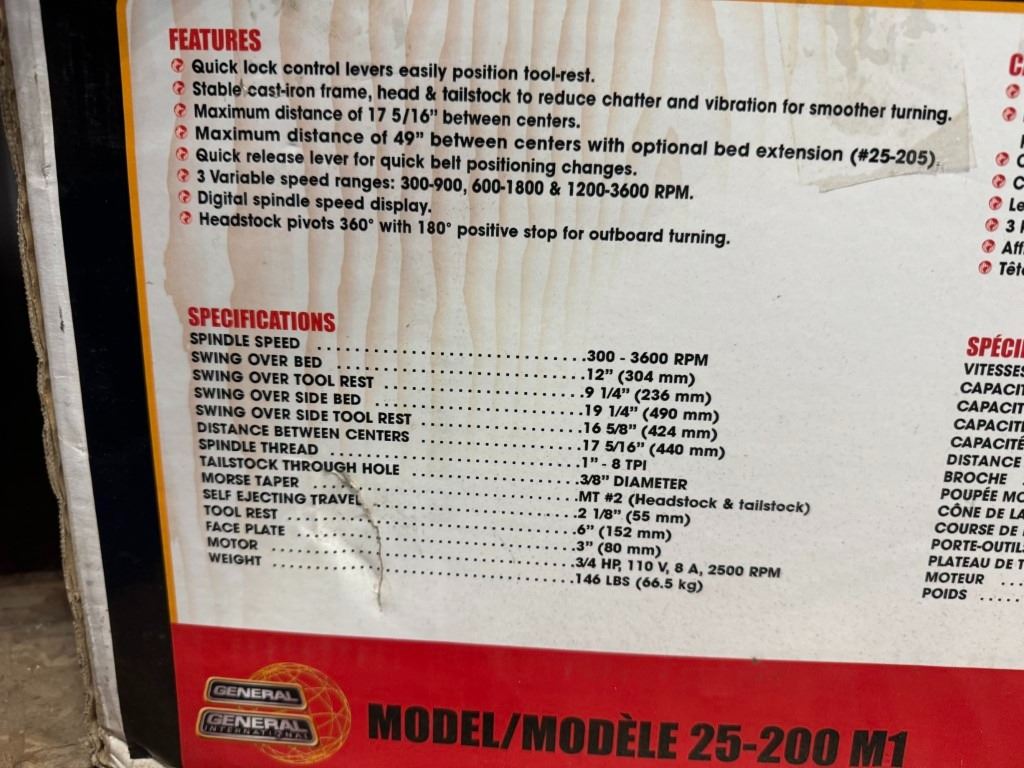 FEATURES
Quick lock control levers easily position tool-rest.
Stable cast-iron frame, head & tailstock to reduce chatter and vibration for smoother turning.
Maximum distance of 17 5/16" between centers.
Maximum distance of 49" between centers with optional bed extension (#25-205).
Quick release lever for quick belt positioning changes.
3 Variable speed ranges: 300-900, 600-1800 & 1200-3600 RPM.
Digital spindle speed display.
Headstock pivots 360° with 180° positive stop for outboard turning.
SPECIFICATIONS
SPINDLE SPEED ..........300 - 3600 RPM
SWING OVER BED ..........12" (304 mm)
SWING OVER TOOL REST ..........9 1/4" (236 mm)
SWING OVER SIDE BED ..........19 1/4" (490 mm)
SWING OVER SIDE TOOL REST ..........16 5/8" (424 mm)
DISTANCE BETWEEN CENTERS ..........17 5/16" (440 mm)
SPINDLE THREAD ..........1" - 8 TPI
TAILSTOCK THROUGH HOLE ..........3/8" DIAMETER
MORSE TAPER ..........MT #2 (Headstock & tailstock)
SELF EJECTING TRAVEL ..........2 1/8" (55 mm)
TOOL REST ..........6" (152 mm)
FACE PLATE ..........3" (80 mm)
MOTOR ..........3/4 HP, 110 V, 8 A, 2500 RPM
WEIGHT ..........146 LBS (66.5 kg)
C
C
Le
3 
Aff
Têt
SPÉCI
VITESSES
CAPACIT
CAPACIT
CAPACITÉ
CAPACITÉ
DISTANCE
BROCHE
POUPÉE MO
CÔNE DE LA
COURSE DE
PORTE-OUTILS
PLATEAU DE T
MOTEUR ...
POIDS .....
GENERAL
GENERAL
INTERNATIONAL
MODEL/MODÈLE 25-200 M1